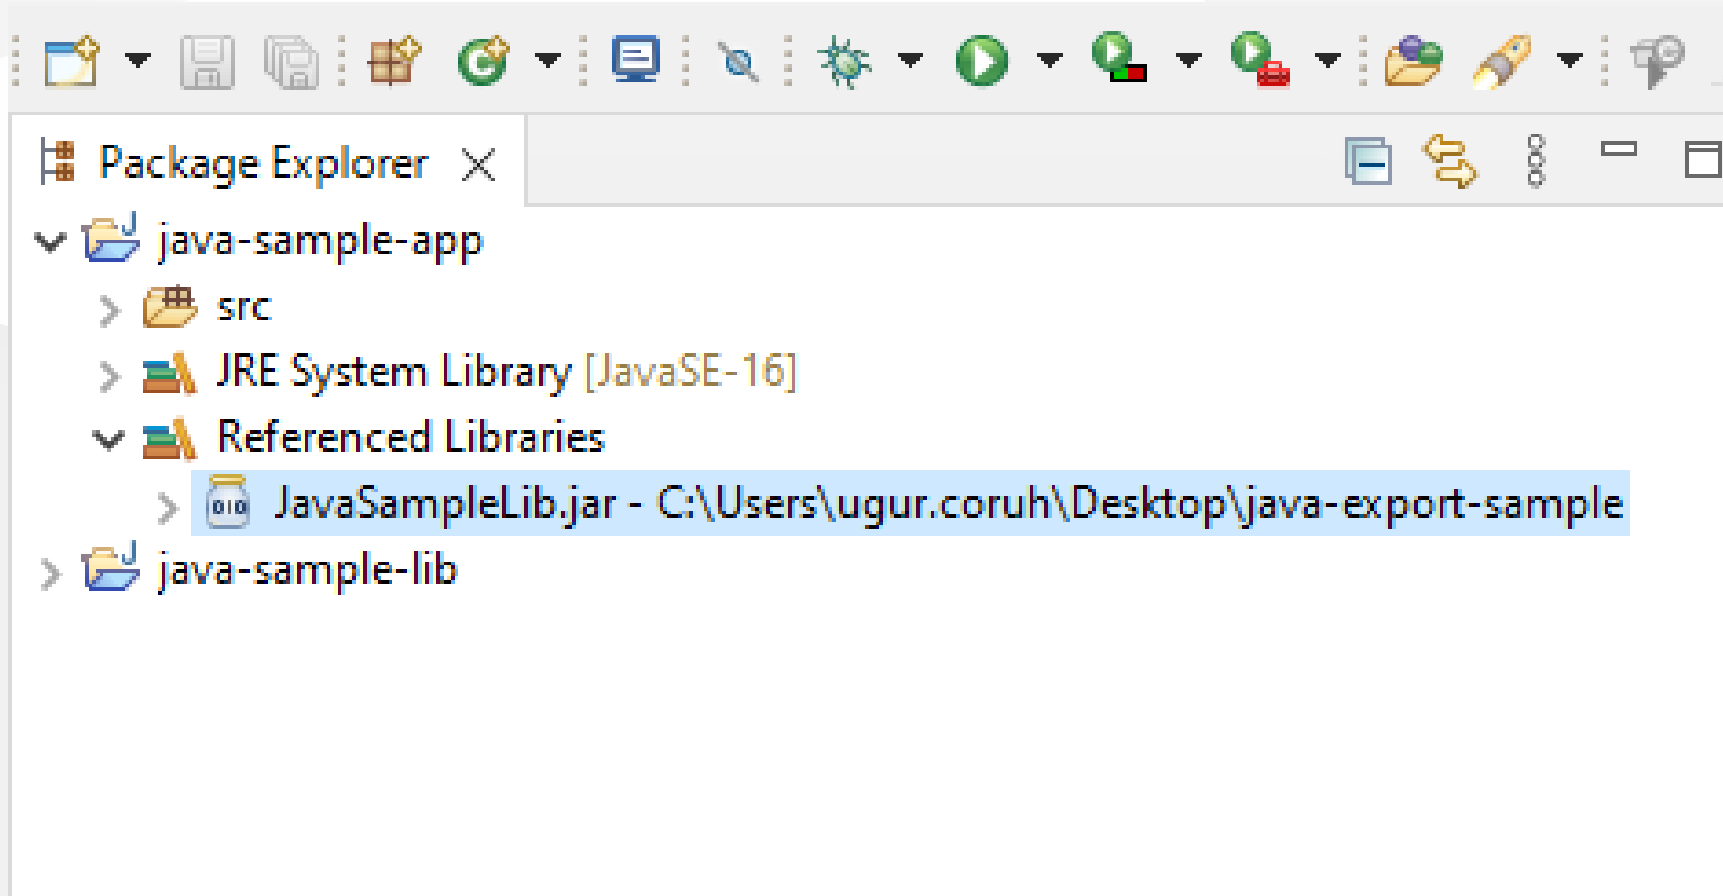 Package Explorer
java-sample-app
src
JRE System Library [JavaSE-16]
Referenced Libraries
JavaSampleLib.jar - C:\Users\ugur.coruh\Desktop\java-export-sample
java-sample-lib